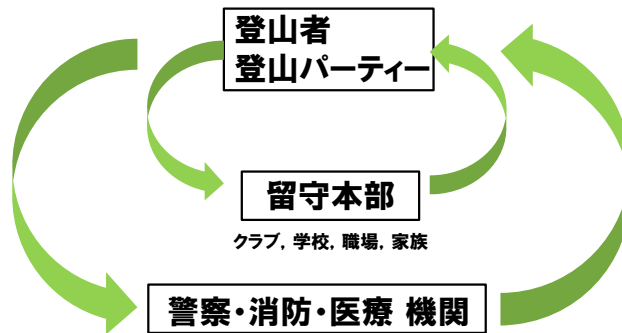 登山者
登山パーティー
留守本部
クラブ, 学校, 職場, 家族
警察・消防・医療 機関